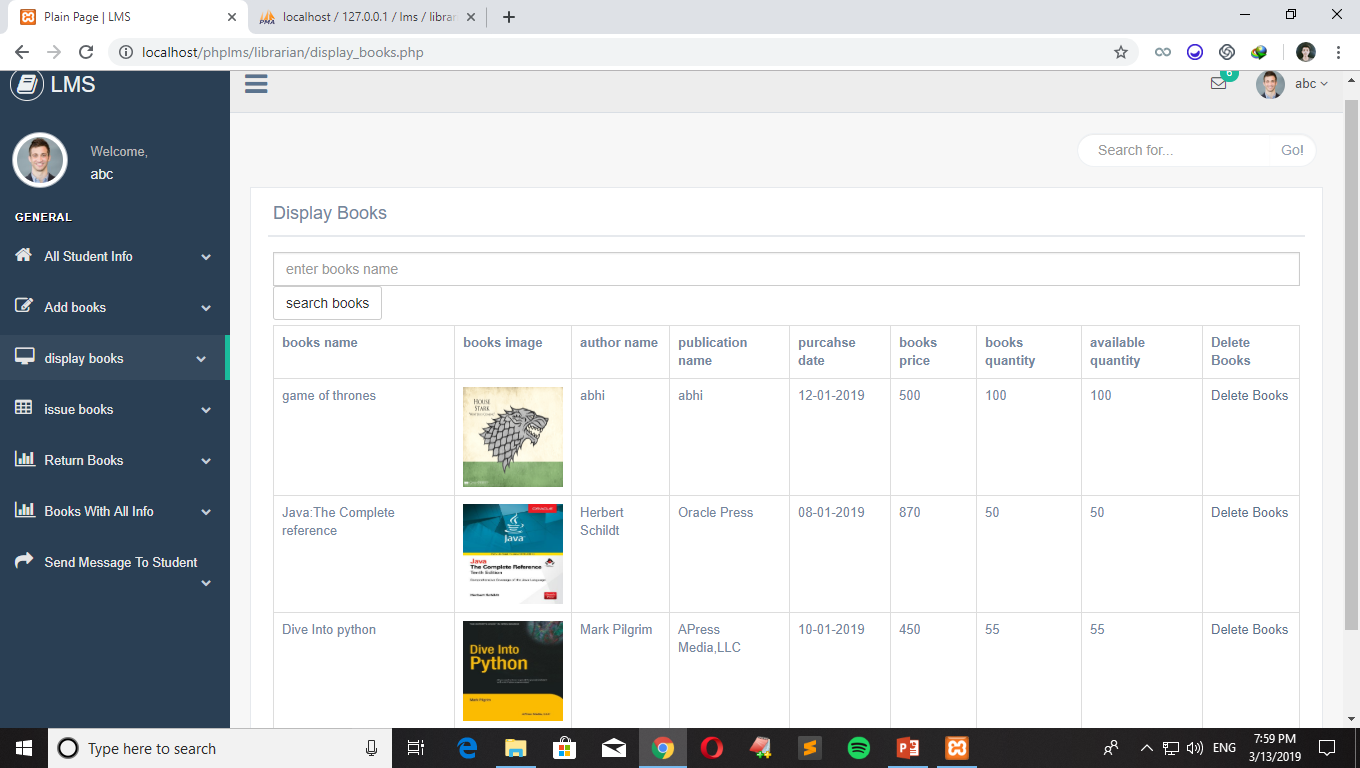 Plain Page | LMS
localhost / 127.0.0.1 / lms / librar
localhost/phplms/librarian/display_books.php
LMS
abc
Welcome,
abc
GENERAL
All Student Info
Add books
display books
issue books
Return Books
Books With All Info
Send Message To Student
Search for...
Go!
Display Books
enter books name
search books
books name
books image
author name
publication name
purcahse date
books price
books quantity
available quantity
Delete Books
game of thrones
HOUSE
STARK
abhi
abhi
12-01-2019
500
100
100
Delete Books
Java:The Complete reference
ORACLE
Java
Java
The Complete Reference
Tenth Edition
Herbert Schildt
Herbert Schildt
Oracle Press
08-01-2019
870
50
50
Delete Books
Dive Into python
Dive Into
Python
Mark Pilgrim
Mark Pilgrim
APress Media,LLC
10-01-2019
450
55
55
Delete Books
Type here to search
ENG
7:59 PM
3/13/2019